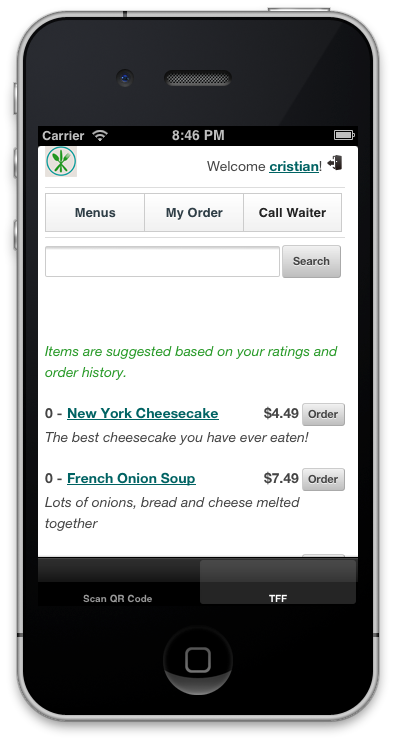 Carrier 8:46 PM
Welcome cristian!
Menus My Order Call Waiter
Search
Items are suggested based on your ratings and
order history.
0 - New York Cheesecake $4.49 Order
The best cheesecake you have ever eaten!
0 - French Onion Soup $7.49 Order
Lots of onions, bread and cheese melted
together
Scan QR Code TFF